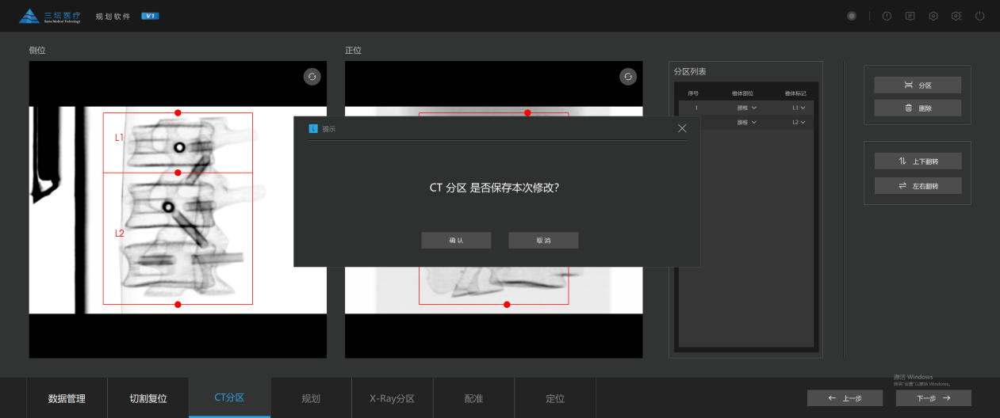 三坛医疗
Santan Medical Technology
规划软件
V1
侧位
正位
L1
L2
分区列表
序号 椎体部位 椎体标记
1 颈椎 L1
颈椎 L2
提示
CT 分区 是否保存本次修改？
确 认
取 消
分区
删除
上下翻转
左右翻转
激活 Windows
转到"设置"以激活 Windows。
数据管理
切割复位
CT分区
规划
X-Ray分区
配准
定位
上一步
下一步